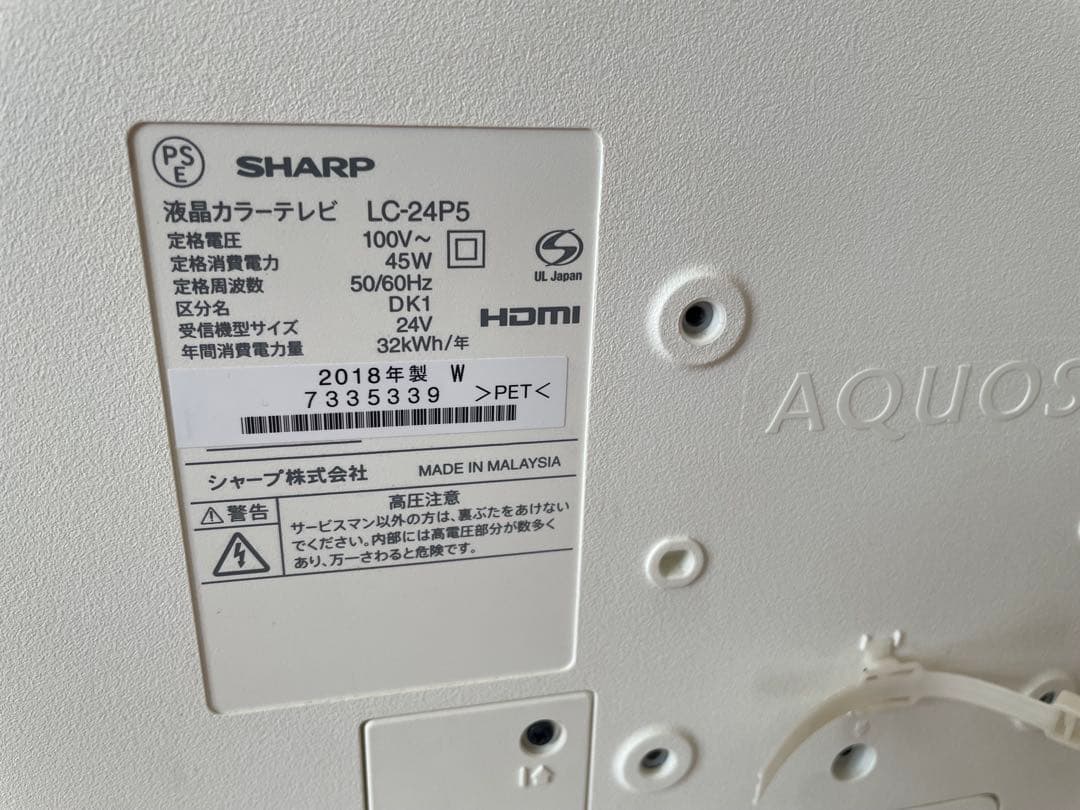 PSE
SHARP
液晶カラーテレビ LC-24P5
定格電圧 100V～
定格消費電力 45W
定格周波数 50/60Hz
区分名 DK1
受信機型サイズ 24V
年間消費電力量 32kWh/年
S
UL Japan
HDMI
2018年製 W
7335339 >PET<
シャープ株式会社 MADE IN MALAYSIA
⚠警告
高圧注意
サービスマン以外の方は、裏ぶたをあけない
でください。内部には高電圧部分が数多く
あり、万一さわると危険です。
AQUOS